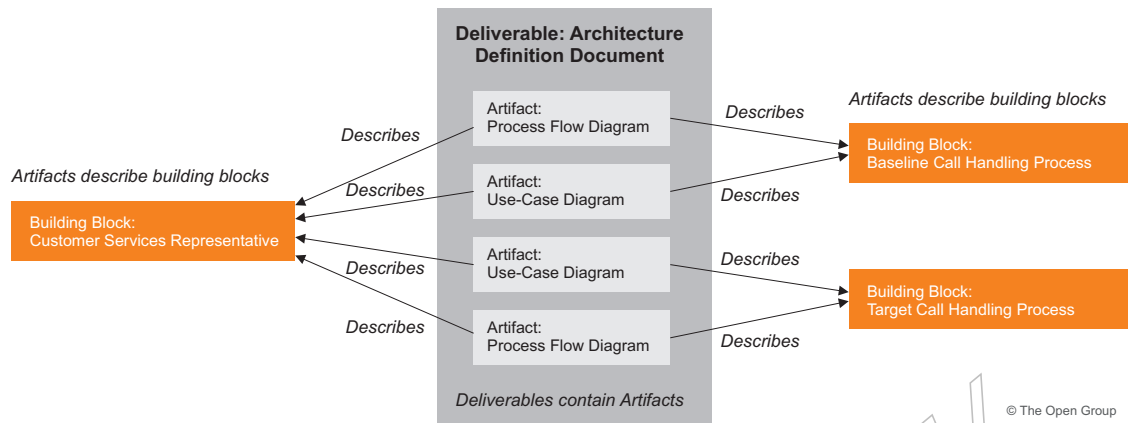 Deliverable: Architecture
Definition Document
Artifacts describe building blocks
Building Block:
Customer Services Representative
Describes
Describes
Describes
Describes
Artifact:
Process Flow Diagram
Artifact:
Use-Case Diagram
Artifact:
Use-Case Diagram
Artifact:
Process Flow Diagram
Deliverables contain Artifacts
Describes
Describes
Describes
Describes
Artifacts describe building blocks
Building Block:
Baseline Call Handling Process
Building Block:
Target Call Handling Process
© The Open Group